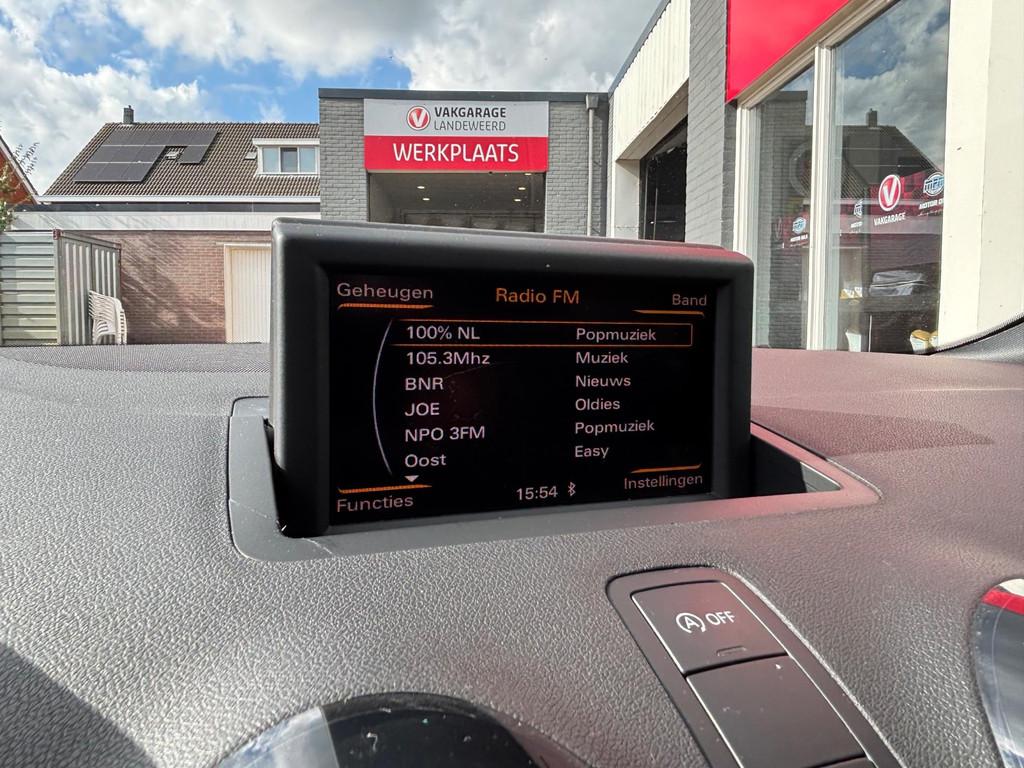 VAKGARAGE
LANDEWEERD
WERKPLAATS
VAKGARAGE
Geheugen Radio FM Band
100% NL Popmuziek
105.3Mhz Muziek
BNR Nieuws
JOE Oldies
NPO 3FM Popmuziek
Oost Easy
Functies 15:54 Instellingen
A OFF